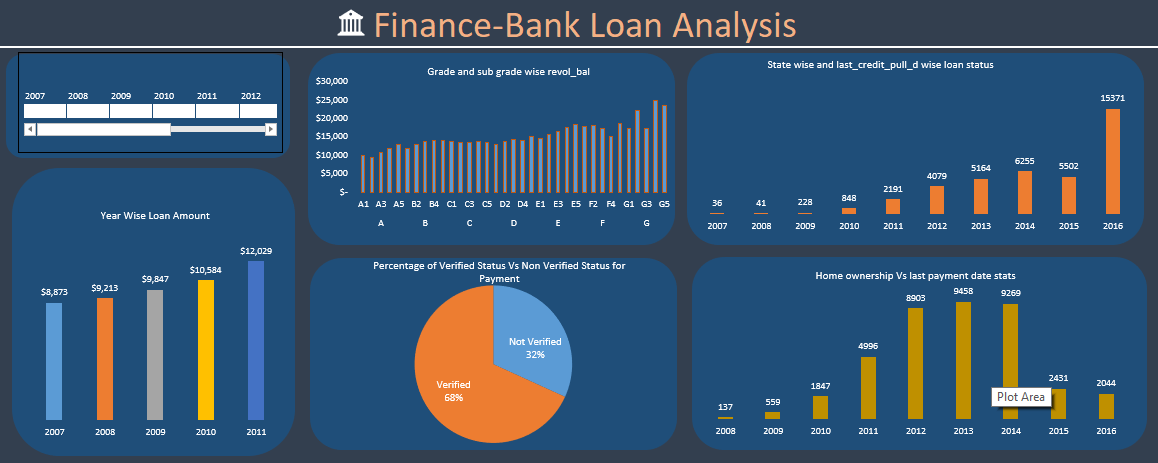 Finance-Bank Loan Analysis
2007 2008 2009 2010 2011 2012
Year Wise Loan Amount
$8,873 $9,213 $9,847 $10,584 $12,029
2007 2008 2009 2010 2011
Grade and sub grade wise revol_bal
$30,000
$25,000
$20,000
$15,000
$10,000
$5,000
$-
A1 A3 A5 B2 B4 C1 C3 C5 D2 D4 E1 E3 E5 F2 F4 G1 G3 G5
A B C D E F G
Percentage of Verified Status Vs Non Verified Status for
Payment
Not Verified
32%
Verified
68%
State wise and last_credit_pull_d wise loan status
36 41 228 848 2191 4079 5164 6255 5502 15371
2007 2008 2009 2010 2011 2012 2013 2014 2015 2016
Home ownership Vs last payment date stats
137 559 1847 4996 8903 9458 9269 2431 2044
Plot Area
2008 2009 2010 2011 2012 2013 2014 2015 2016